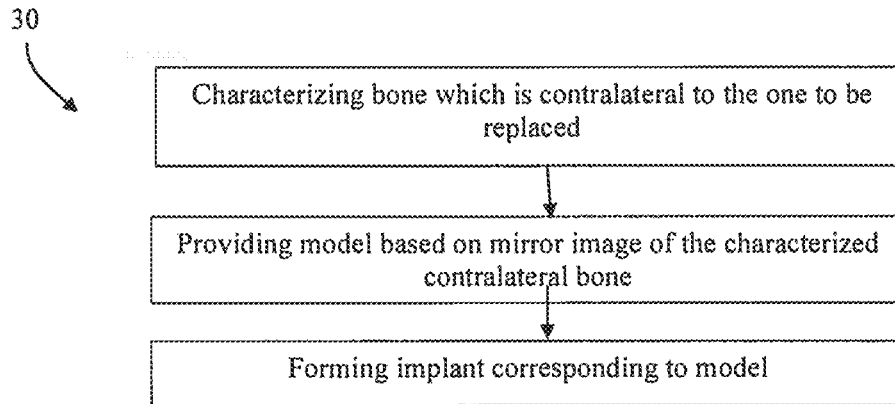 30
Characterizing bone which is contralateral to the one to be
replaced
Providing model based on mirror image of the characterized
contralateral bone
Forming implant corresponding to model